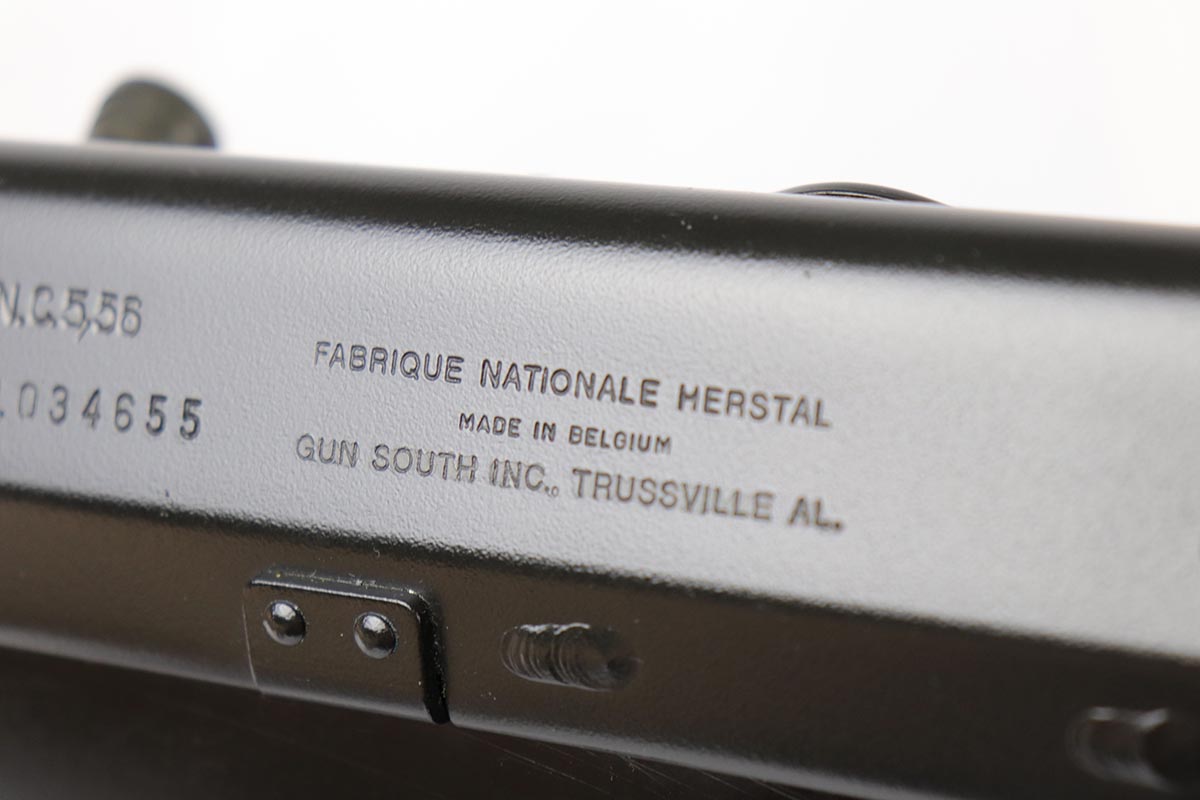 N.C.5,56
034655
FABRIQUE NATIONALE HERSTAL
MADE IN BELGIUM
GUN SOUTH INC., TRUSSVILLE AL.